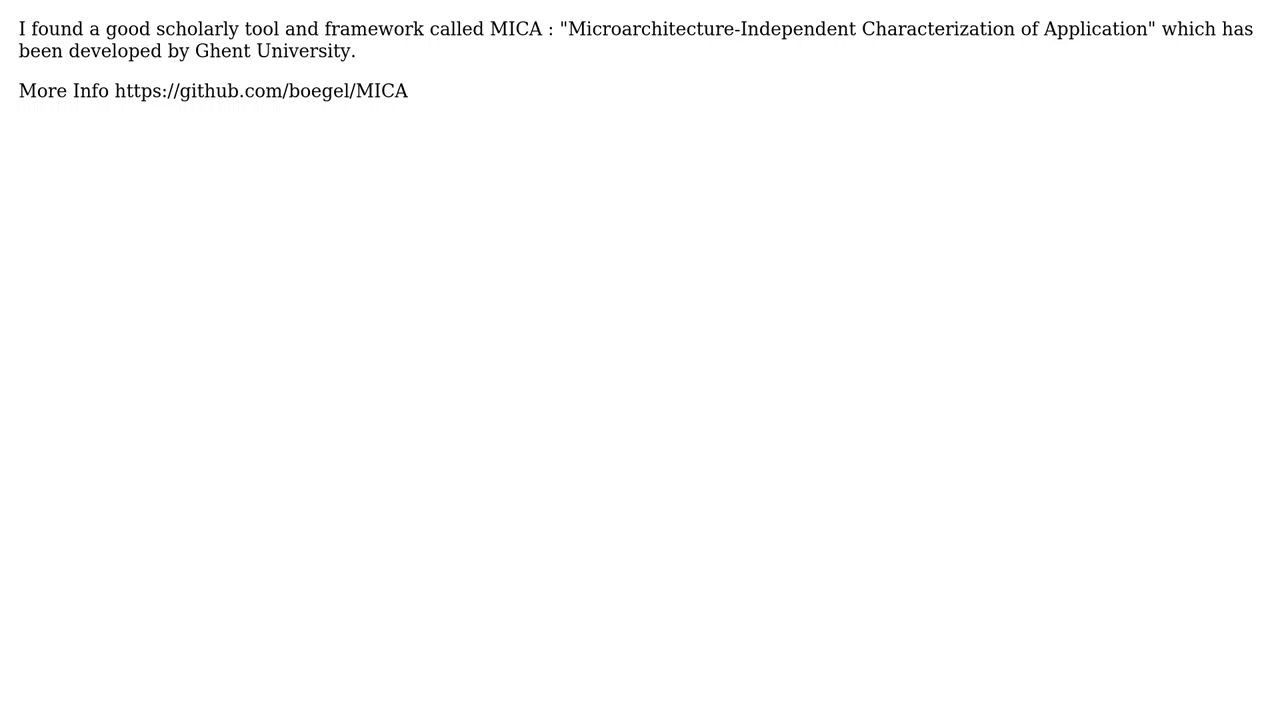 I found a good scholarly tool and framework called MICA : "Microarchitecture-Independent Characterization of Application" which has
been developed by Ghent University.
More Info https://github.com/boegel/MICA